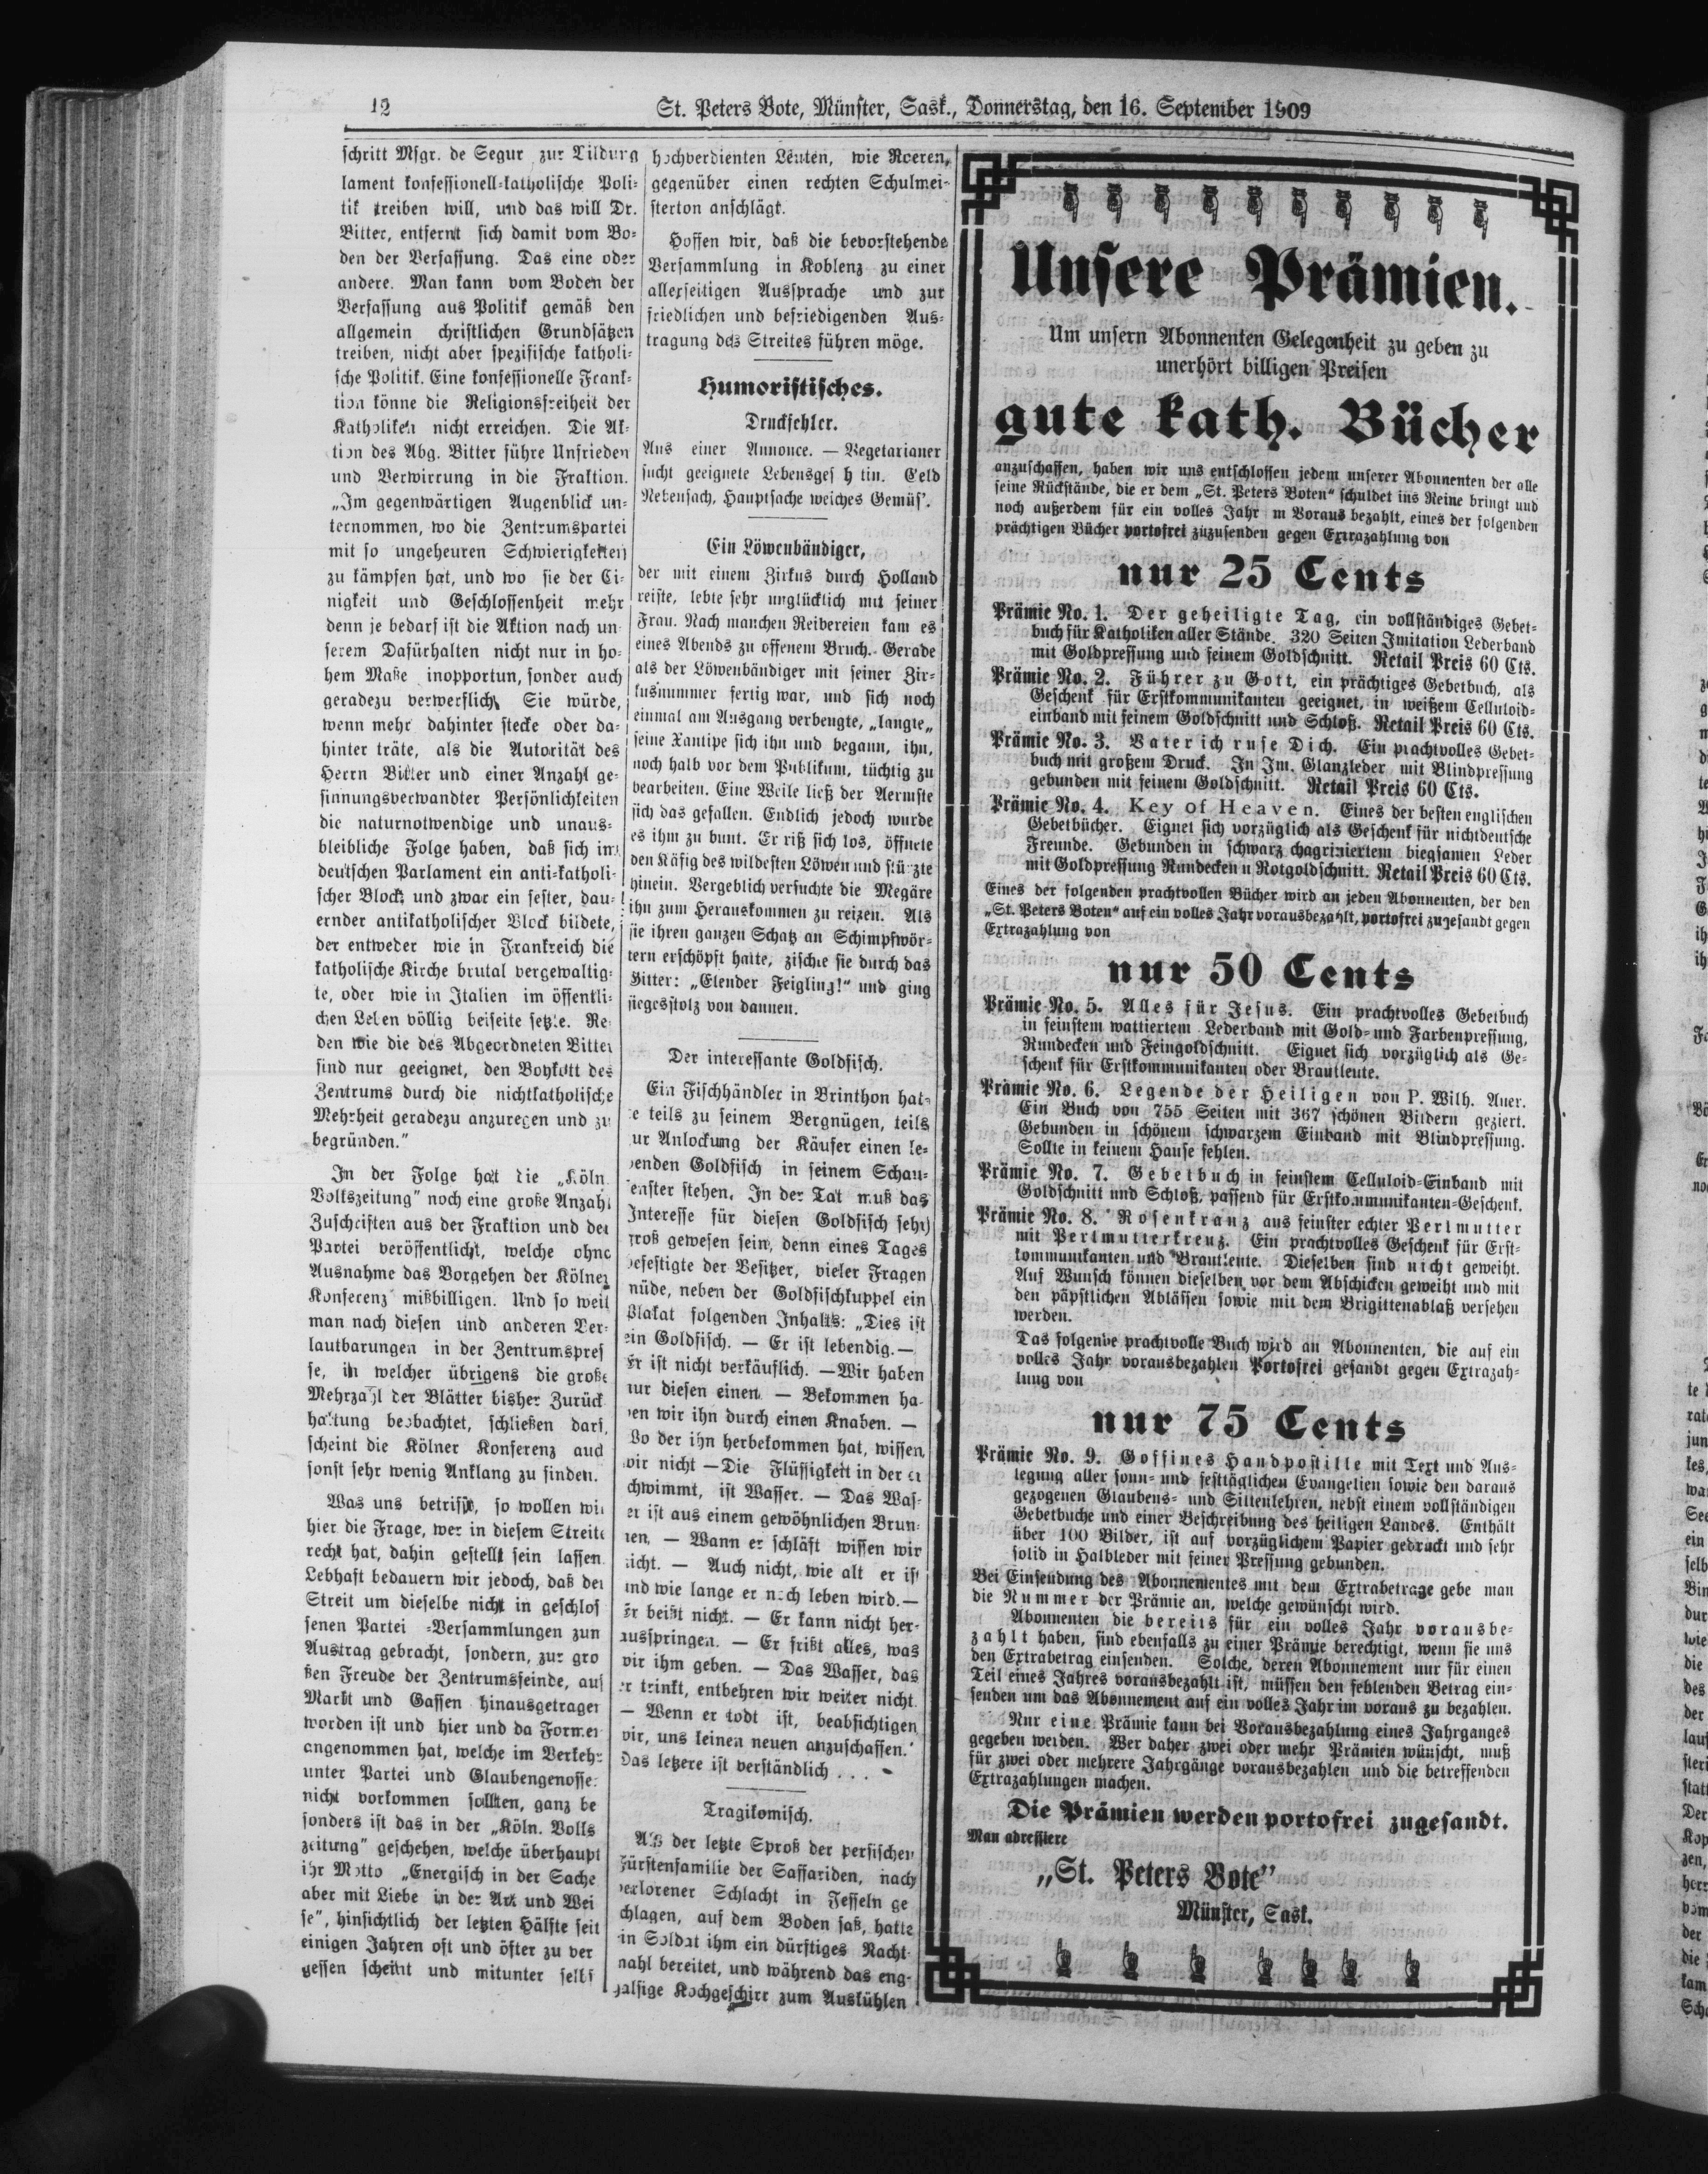 12
St. Peters Bote, Münster, Sask., Donnerstag, den 16. September 1909
schritt Msgr. de Segur zur Bildung
lament konfessionell-katholische Poli-
tik treiben will, und das will Dr.
Bitter, entfernt sich damit vom Bo-
den der Verfassung. Das eine oder
andere. Man kann vom Boden der
Verfassung aus Politik gemäß den
allgemein christlichen Grundsätzen
treiben, nicht aber spezifische katholi-
sche Politik. Eine konfessionelle Frank-
tion könne die Religionsfreiheit der
Katholiken nicht erreichen. Die Ak-
tion des Abg. Bitter führe Unfrieden
und Verwirrung in die Fraktion.
„Im gegenwärtigen Augenblick un-
ternommen, wo die Zentrumspartei
mit so ungeheuren Schwierigkeiten
zu kämpfen hat, und wo sie der Ei-
nigkeit und Geschlossenheit mehr
denn je bedarf ist die Aktion nach un
serem Dafürhalten nicht nur in ho-
hem Maße inopportun, sonder auch
geradezu verwerflich. Sie würde,
wenn mehr dahinter stecke oder da-
hinter träte, als die Autorität des
Herrn Bitter und einer Anzahl ge-
sinnungsverwandter Persönlichkeiten
die naturnotwendige und unaus-
bleibliche Folge haben, daß sich im
deutschen Parlament ein anti-katholi-
scher Block und zwar ein fester, dau-
ernder antikatholischer Block bildete,
der entweder wie in Frankreich die
katholische Kirche brutal vergewaltig-
te, oder wie in Italien im öffentli-
chen Leben völlig beiseite setzte. Re-
den wie die des Abgeordneten Bitter
sind nur geeignet, den Boykott des
Zentrums durch die nichtkatholische
Mehrheit geradezu anzuregen und zu
begründen.”
In der Folge hat die „Köln
Volkszeitung” noch eine große Anzahl
Zuschriften aus der Fraktion und der
Partei veröffentlicht, welche ohne
Ausnahme das Vorgehen der Kölner
Konferenz mißbilligen. Und so weit
man nach diesen und anderen Ver-
lautbarungen in der Zentrumspres
se, in welcher übrigens die große
Mehrzahl der Blätter bisher Zurück
haltung beobachtet, schließen darf,
scheint die Kölner Konferenz auch
sonst sehr wenig Anklang zu finden.
Was uns betrifft, so wollen wir
hier die Frage, wer in diesem Streite
recht hat, dahin gestellt sein lassen.
Lebhaft bedauern wir jedoch, daß der
Streit um dieselbe nicht in geschlos
senen Partei -Versammlungen zum
Austrag gebracht, sondern, zur gro
ßen Freude der Zentrumsfeinde, auf
Markt und Gassen hinausgetragen
worden ist und hier und da Formen
angenommen hat, welche im Verkehr
unter Partei und Glaubengenosse
nicht vorkommen sollten, ganz be
sonders ist das in der „Köln. Volks
zeitung” geschehen, welche überhaupt
ihr Motto „Energisch in der Sache
aber mit Liebe in der Art und Wei
se”, hinsichtlich der letzten Hälfte seit
einigen Jahren oft und öfter zu ver
gessen scheint und mitunter selbst
hochverdienten Leuten, wie Roeren,
gegenüber einen rechten Schulmei-
sterton anschlägt.
Hoffen wir, daß die bevorstehende
Versammlung in Koblenz zu einer
allerseitigen Aussprache und zur
friedlichen und befriedigenden Aus-
tragung des Streites führen möge.
Humoristisches.
Druckfehler.
Aus einer Annonce. — Vegetarianer
sucht geeignete Lebensges h tin. Geld
Nebensach, Hauptsache weiches Gemüs'.
Ein Löwenbändiger,
der mit einem Zirkus durch Holland
reiste, lebte sehr unglücklich mit seiner
Frau. Nach manchen Reibereien kam es
eines Abends zu offenem Bruch. Gerade
als der Löwenbändiger mit seiner Zir-
kusnummer fertig war, und sich noch
einmal am Ausgang verbeugte, „langte„
seine Xantipe sich ihn und begann, ihn,
noch halb vor dem Publikum, tüchtig zu
bearbeiten. Eine Weile ließ der Aermste
sich das gefallen. Endlich jedoch wurde
es ihm zu bunt. Er riß sich los, öffnete
den Käfig des wildesten Löwen und stürzte
hinein. Vergeblich versuchte die Megäre
ihn zum Herauskommen zu reizen. Als
sie ihren ganzen Schatz an Schimpfwör-
tern erschöpft hatte, zischte sie durch das
Gitter: „Elender Feigling!“ und ging
siegesstolz von dannen.
Der interessante Goldfisch.
Ein Fischhändler in Brinthon hat-
e teils zu seinem Vergnügen, teils
ur Anlockung der Käufer einen le-
benden Goldfisch in seinem Schau-
enster stehen. In der Tat muß das
Interesse für diesen Goldfisch sehr
roß gewesen sein, denn eines Tages
befestigte der Besitzer, vieler Fragen
müde, neben der Goldfischkuppel ein
Plakat folgenden Inhalts: „Dies ist
ein Goldfisch. — Er ist lebendig.—
Er ist nicht verkäuflich. —Wir haben
nur diesen einen. — Bekommen ha-
ben wir ihn durch einen Knaben. —
Wo der ihn herbekommen hat, wissen
wir nicht —Die Flüssigkeit in der er
chwimmt, ist Wasser. — Das Was-
er ist aus einem gewöhnlichen Brun-
nen. — Wann er schläft wissen wir
nicht. — Auch nicht, wie alt er ist
und wie lange er noch leben wird.—
Er beißt nicht. — Er kann nicht her-
ausspringen. — Er frißt alles, was
wir ihm geben. — Das Wasser, das
er trinkt, entbehren wir weiter nicht.
— Wenn er todt ist, beabsichtigen
wir, uns keinen neuen anzuschaffen.'
Das letzere ist verständlich . . .
Tragikomisch.
Als der letzte Sproß der persischen
Fürstenfamilie der Saffariden, nach
verlorener Schlacht in Fesseln ge
chlagen, auf dem Boden saß, hatte
ein Soldat ihm ein dürftiges Nacht-
mahl bereitet, und während das eng-
halsige Kochgeschirr zum Auskühlen
Unsere Prämien.
Um unsern Abonnenten Gelegenheit zu geben zu
unerhört billigen Preisen
gute kath. Bücher
anzuschaffen, haben wir uns entschlossen jedem unserer Abonnenten der alle
seine Rückstände, die er dem „St. Peters Boten“ schuldet ins Reine bringt und
noch außerdem für ein volles Jahr m Voraus bezahlt, eines der folgenden
prächtigen Bücher portofrei zuzusenden gegen Extrazahlung von
nur 25 Cents
Prämie No. 1. Der geheiligte Tag, ein vollständiges Gebet-
buch für Katholiken aller Stände. 320 Seiten Imitation Lederband
mit Goldpressung und feinem Goldschnitt. Retail Preis 60 Cts.
Prämie No. 2. Führer zu Gott, ein prächtiges Gebetbuch, als
Geschenk für Erstkommunikanten geeignet, in weißem Celluloid-
einband mit feinem Goldschnitt und Schloß. Retail Preis 60 Cts.
Prämie No. 3. Vater ich rufe Dich. Ein prachtvolles Gebet-
buch mit großem Druck. In Im. Glanzleder mit Blindpressung
gebunden mit feinem Goldschnitt. Retail Preis 60 Cts.
Prämie No. 4. Key of Heaven. Eines der besten englischen
Gebetbücher. Eignet sich vorzüglich als Geschenk für nichtdeutsche
Freunde. Gebunden in schwarz chagriniertem biegsamen Leder
mit Goldpressung Rundecken u Rotgoldschnitt. Retail Preis 60 Cts.
Eines der folgenden prachtvollen Bücher wird an jeden Abonnenten, der den
„St. Peters Boten“ auf ein volles Jahr vorausbezahlt, portofrei zugesandt gegen
Extrazahlung von
nur 50 Cents
Prämie No. 5. Alles für Jesus. Ein prachtvolles Gebetbuch
in feinstem wattiertem Lederband mit Gold- und Farbenpressung,
Rundecken und Feingoldschnitt. Eignet sich vorzüglich als Ge-
schenk für Erstkommunikanten oder Brautleute.
Prämie No. 6. Legende der Heiligen von P. Wilh. Auer.
Ein Buch von 755 Seiten mit 367 schönen Bildern geziert.
Gebunden in schönem schwarzem Einband mit Blindpressung.
Sollte in keinem Hause fehlen.
Prämie No. 7. Gebetbuch in feinstem Celluloid-Einband mit
Goldschnitt und Schloß, passend für Erstkommunikanten-Geschenk.
Prämie No. 8. Rosenkranz aus feinster echter Perlmutter
mit Perlmutterkreuz. Ein prachtvolles Geschenk für Erst-
kommunikanten und Brautleute. Dieselben sind nicht geweiht.
Auf Wunsch können dieselben vor dem Abschicken geweiht und mit
den päpstlichen Ablässen sowie mit dem Brigittenablaß versehen
werden.
Das folgende prachtvolle Buch wird an Abonnenten, die auf ein
volles Jahr vorausbezahlen Portofrei gesandt gegen Extrazah-
lung von
nur 75 Cents
Prämie No. 9. Goffines Handpostille mit Text und Aus-
legung aller sonn- und festtäglichen Evangelien sowie den daraus
gezogenen Glaubens- und Sittenlehren, nebst einem vollständigen
Gebetbuche und einer Beschreibung des heiligen Landes. Enthält
über 100 Bilder, ist auf vorzüglichem Papier gedruckt und sehr
solid in Halbleder mit feiner Pressung gebunden.
Bei Einsendung des Abonnementes mit dem Extrabetrage gebe man
die Nummer der Prämie an, welche gewünscht wird.
Abonnenten die bereits für ein volles Jahr vorausbe-
zahlt haben, sind ebenfalls zu einer Prämie berechtigt, wenn sie uns
den Extrabetrag einsenden. Solche, deren Abonnement nur für einen
Teil eines Jahres vorausbezahlt ist, müssen den fehlenden Betrag ein-
senden um das Abonnement auf ein volles Jahr im voraus zu bezahlen.
Nur eine Prämie kann bei Vorausbezahlung eines Jahrganges
gegeben werden. Wer daher zwei oder mehr Prämien wünscht, muß
für zwei oder mehrere Jahrgänge vorausbezahlen und die betreffenden
Extrazahlungen machen.
Die Prämien werden portofrei zugesandt.
Man adressiere
„St. Peters Bote”
Münster, Sask.